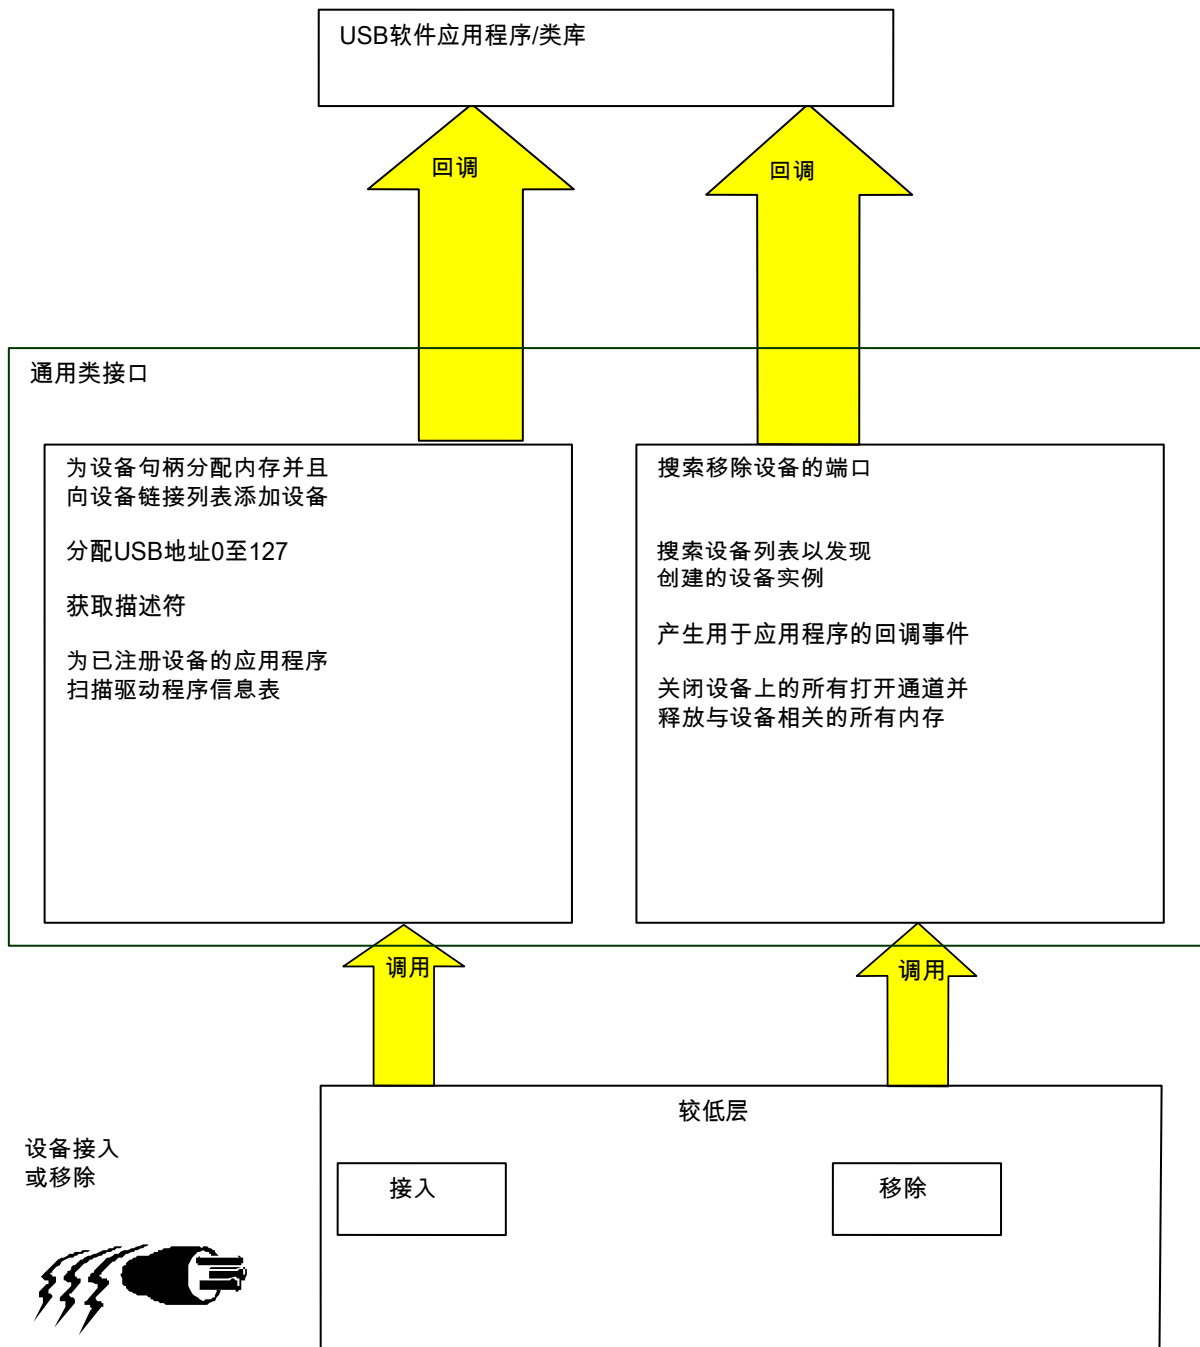 USB软件应用程序/类库
回调
回调
通用类接口
为设备句柄分配内存并且
向设备链接列表添加设备
分配USB地址0至127
获取描述符
为已注册设备的应用程序
扫描驱动程序信息表
搜索移除设备的端口
搜索设备列表以发现
创建的设备实例
产生用于应用程序的回调事件
关闭设备上的所有打开通道并
释放与设备相关的所有内存
调用
调用
较低层
设备接入
或移除
接入
移除